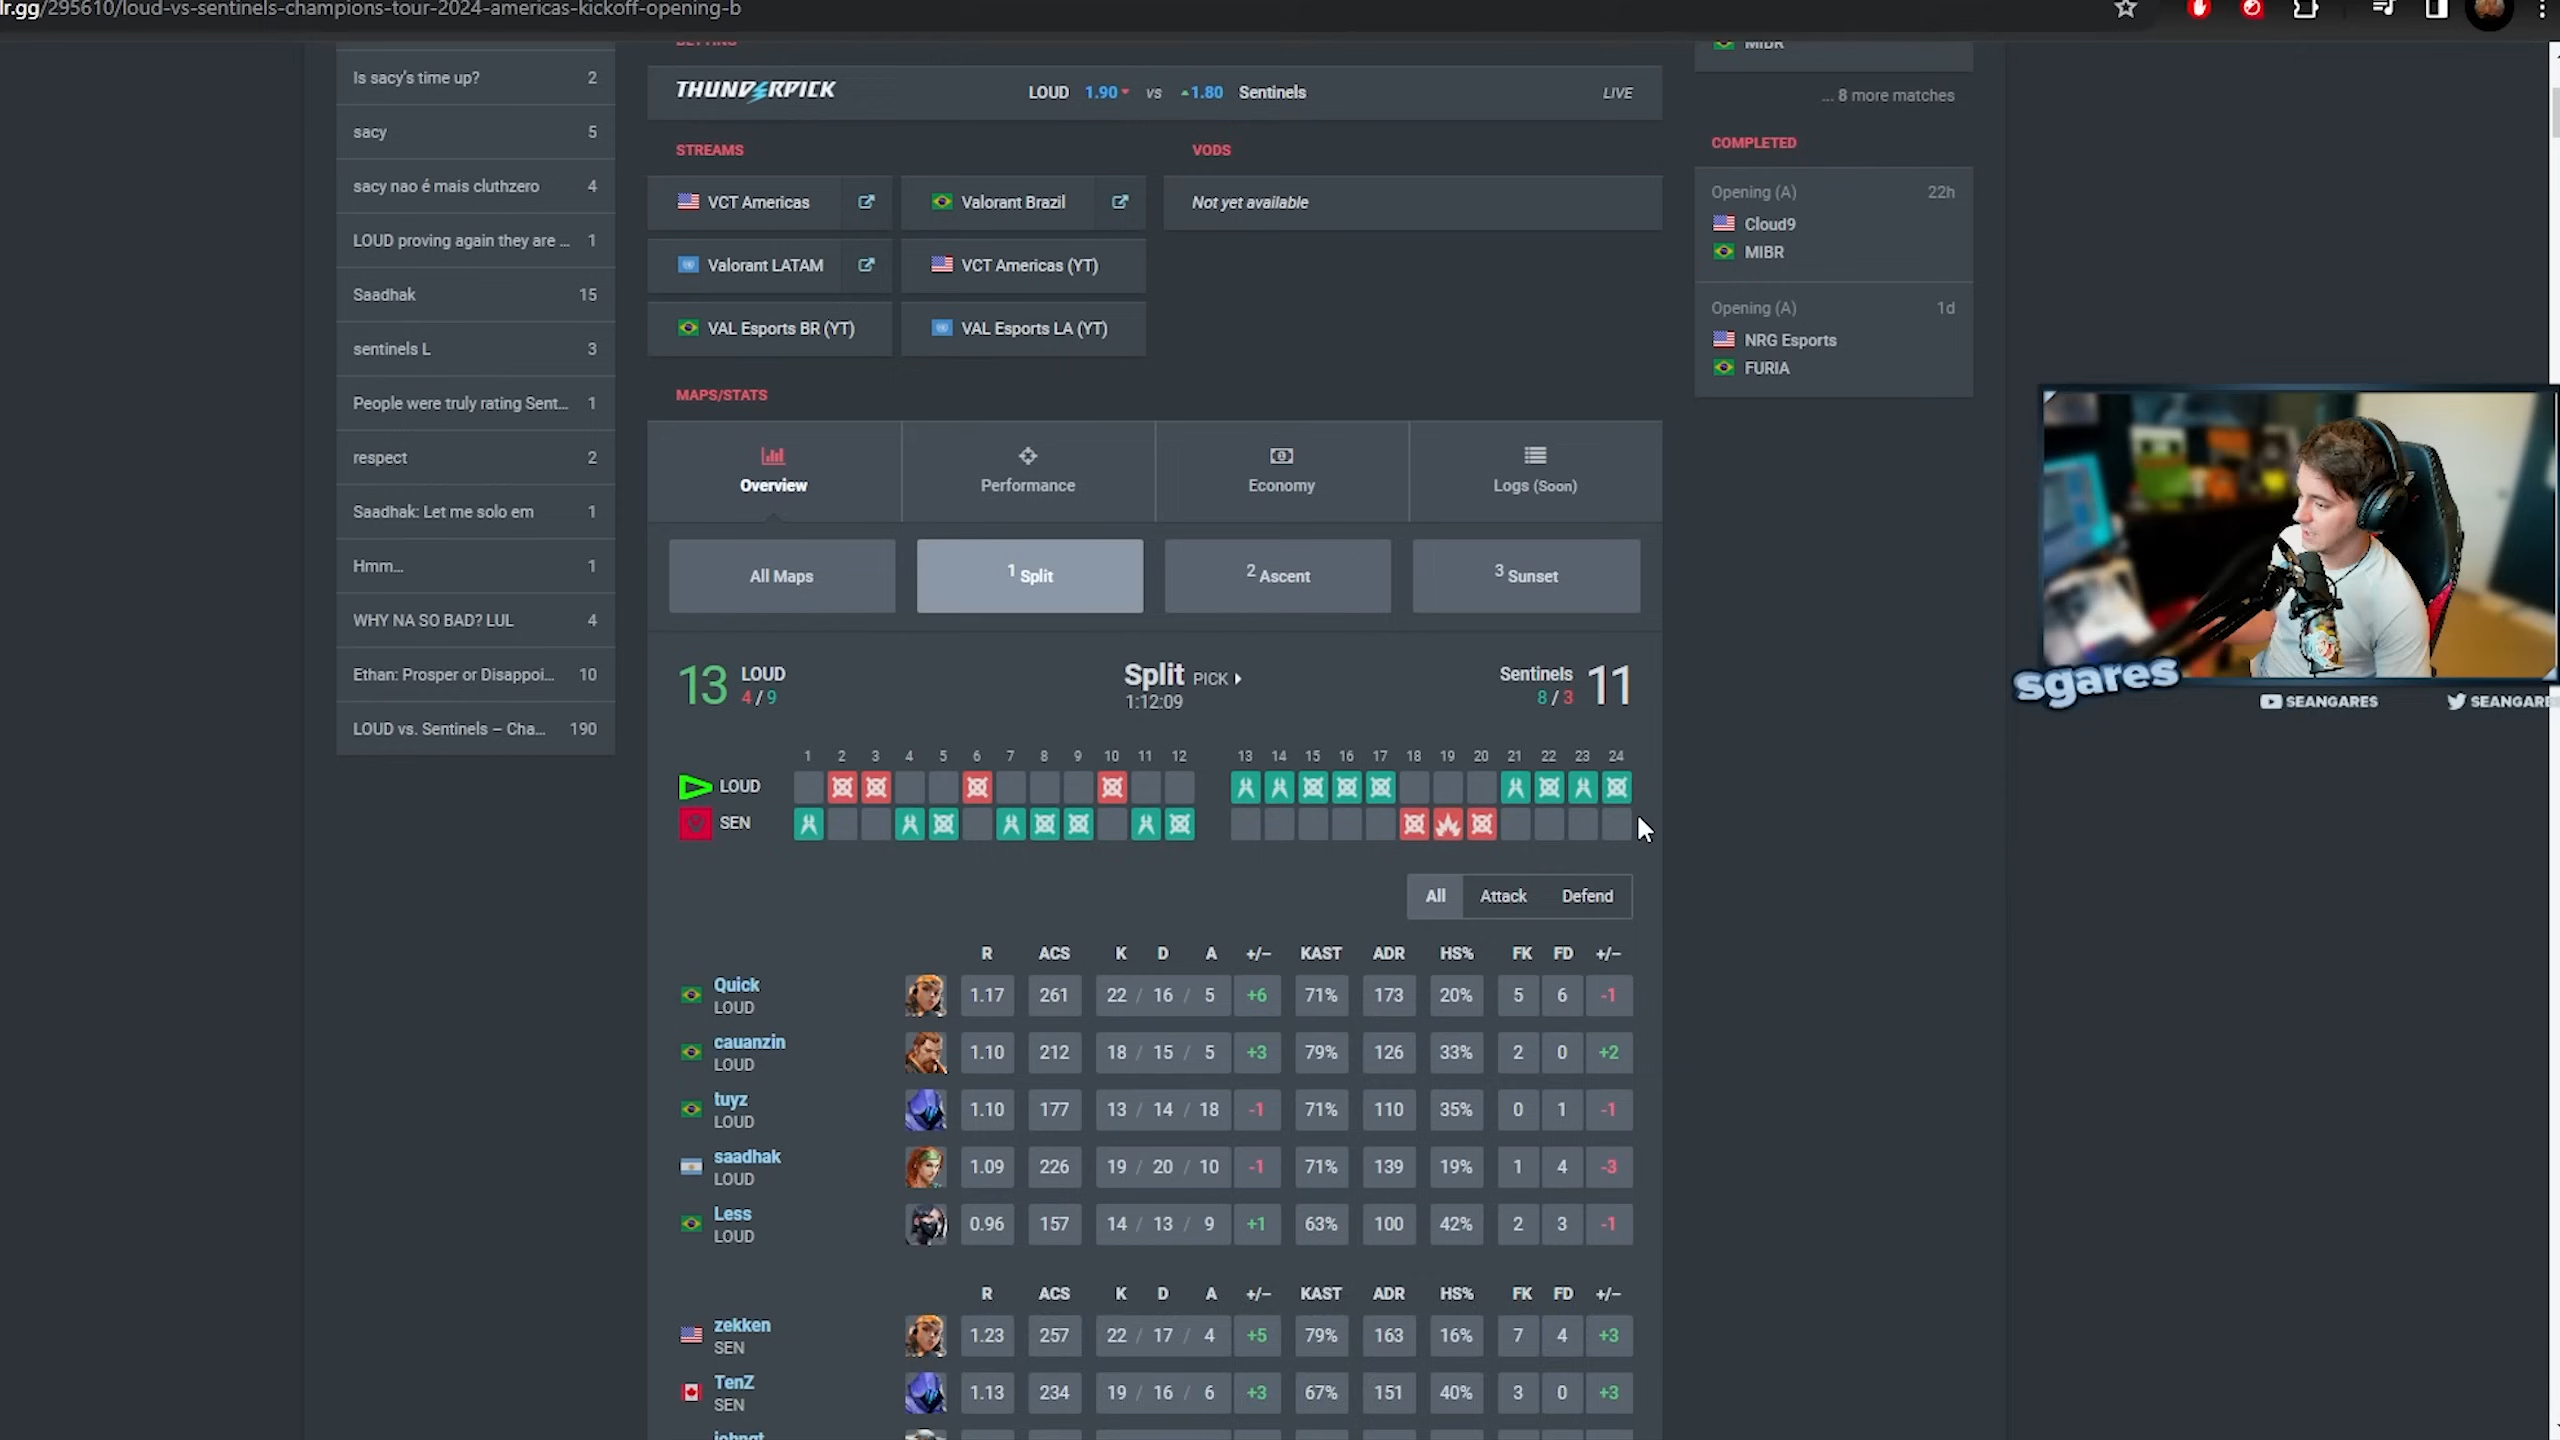 lr.gg/295610/loud-vs-sentinels-champions-tour-2024-americas-kickoff-opening-b
Is sacy's time up? 2
sacy 5
sacy nao é mais cluthzero 4
LOUD proving again they are ... 1
Saadhak 15
sentinels L 3
People were truly rating Sent... 1
respect 2
Saadhak: Let me solo em 1
Hmm... 1
WHY NA SO BAD? LUL 4
Ethan: Prosper or Disappoi... 10
LOUD vs. Sentinels – Cha... 190
BETTING
THUNDERPICK LOUD 1.90 vs 1.80 Sentinels LIVE
STREAMS VODS
VCT Americas Valorant Brazil Not yet available
Valorant LATAM VCT Americas (YT)
VAL Esports BR (YT) VAL Esports LA (YT)
MAPS/STATS
Overview Performance Economy Logs (Soon)
All Maps 1 Split 2 Ascent 3 Sunset
13 LOUD 4 / 9 Split PICK Sentinels 8 / 3 11
1:12:09
1 2 3 4 5 6 7 8 9 10 11 12 13 14 15 16 17 18 19 20 21 22 23 24
LOUD
SEN
All Attack Defend
R ACS K D A +/– KAST ADR HS% FK FD +/–
Quick LOUD 1.17 261 22 / 16 / 5 +6 71% 173 20% 5 6 -1
cauanzin LOUD 1.10 212 18 / 15 / 5 +3 79% 126 33% 2 0 +2
tuyz LOUD 1.10 177 13 / 14 / 18 -1 71% 110 35% 0 1 -1
saadhak LOUD 1.09 226 19 / 20 / 10 -1 71% 139 19% 1 4 -3
Less LOUD 0.96 157 14 / 13 / 9 +1 63% 100 42% 2 3 -1
R ACS K D A +/– KAST ADR HS% FK FD +/–
zekken SEN 1.23 257 22 / 17 / 4 +5 79% 163 16% 7 4 +3
TenZ SEN 1.13 234 19 / 16 / 6 +3 67% 151 40% 3 0 +3
MIBR
... 8 more matches
COMPLETED
Opening (A) 22h
Cloud9
MIBR
Opening (A) 1d
NRG Esports
FURIA
sgares
SEANGARES SEANGARE